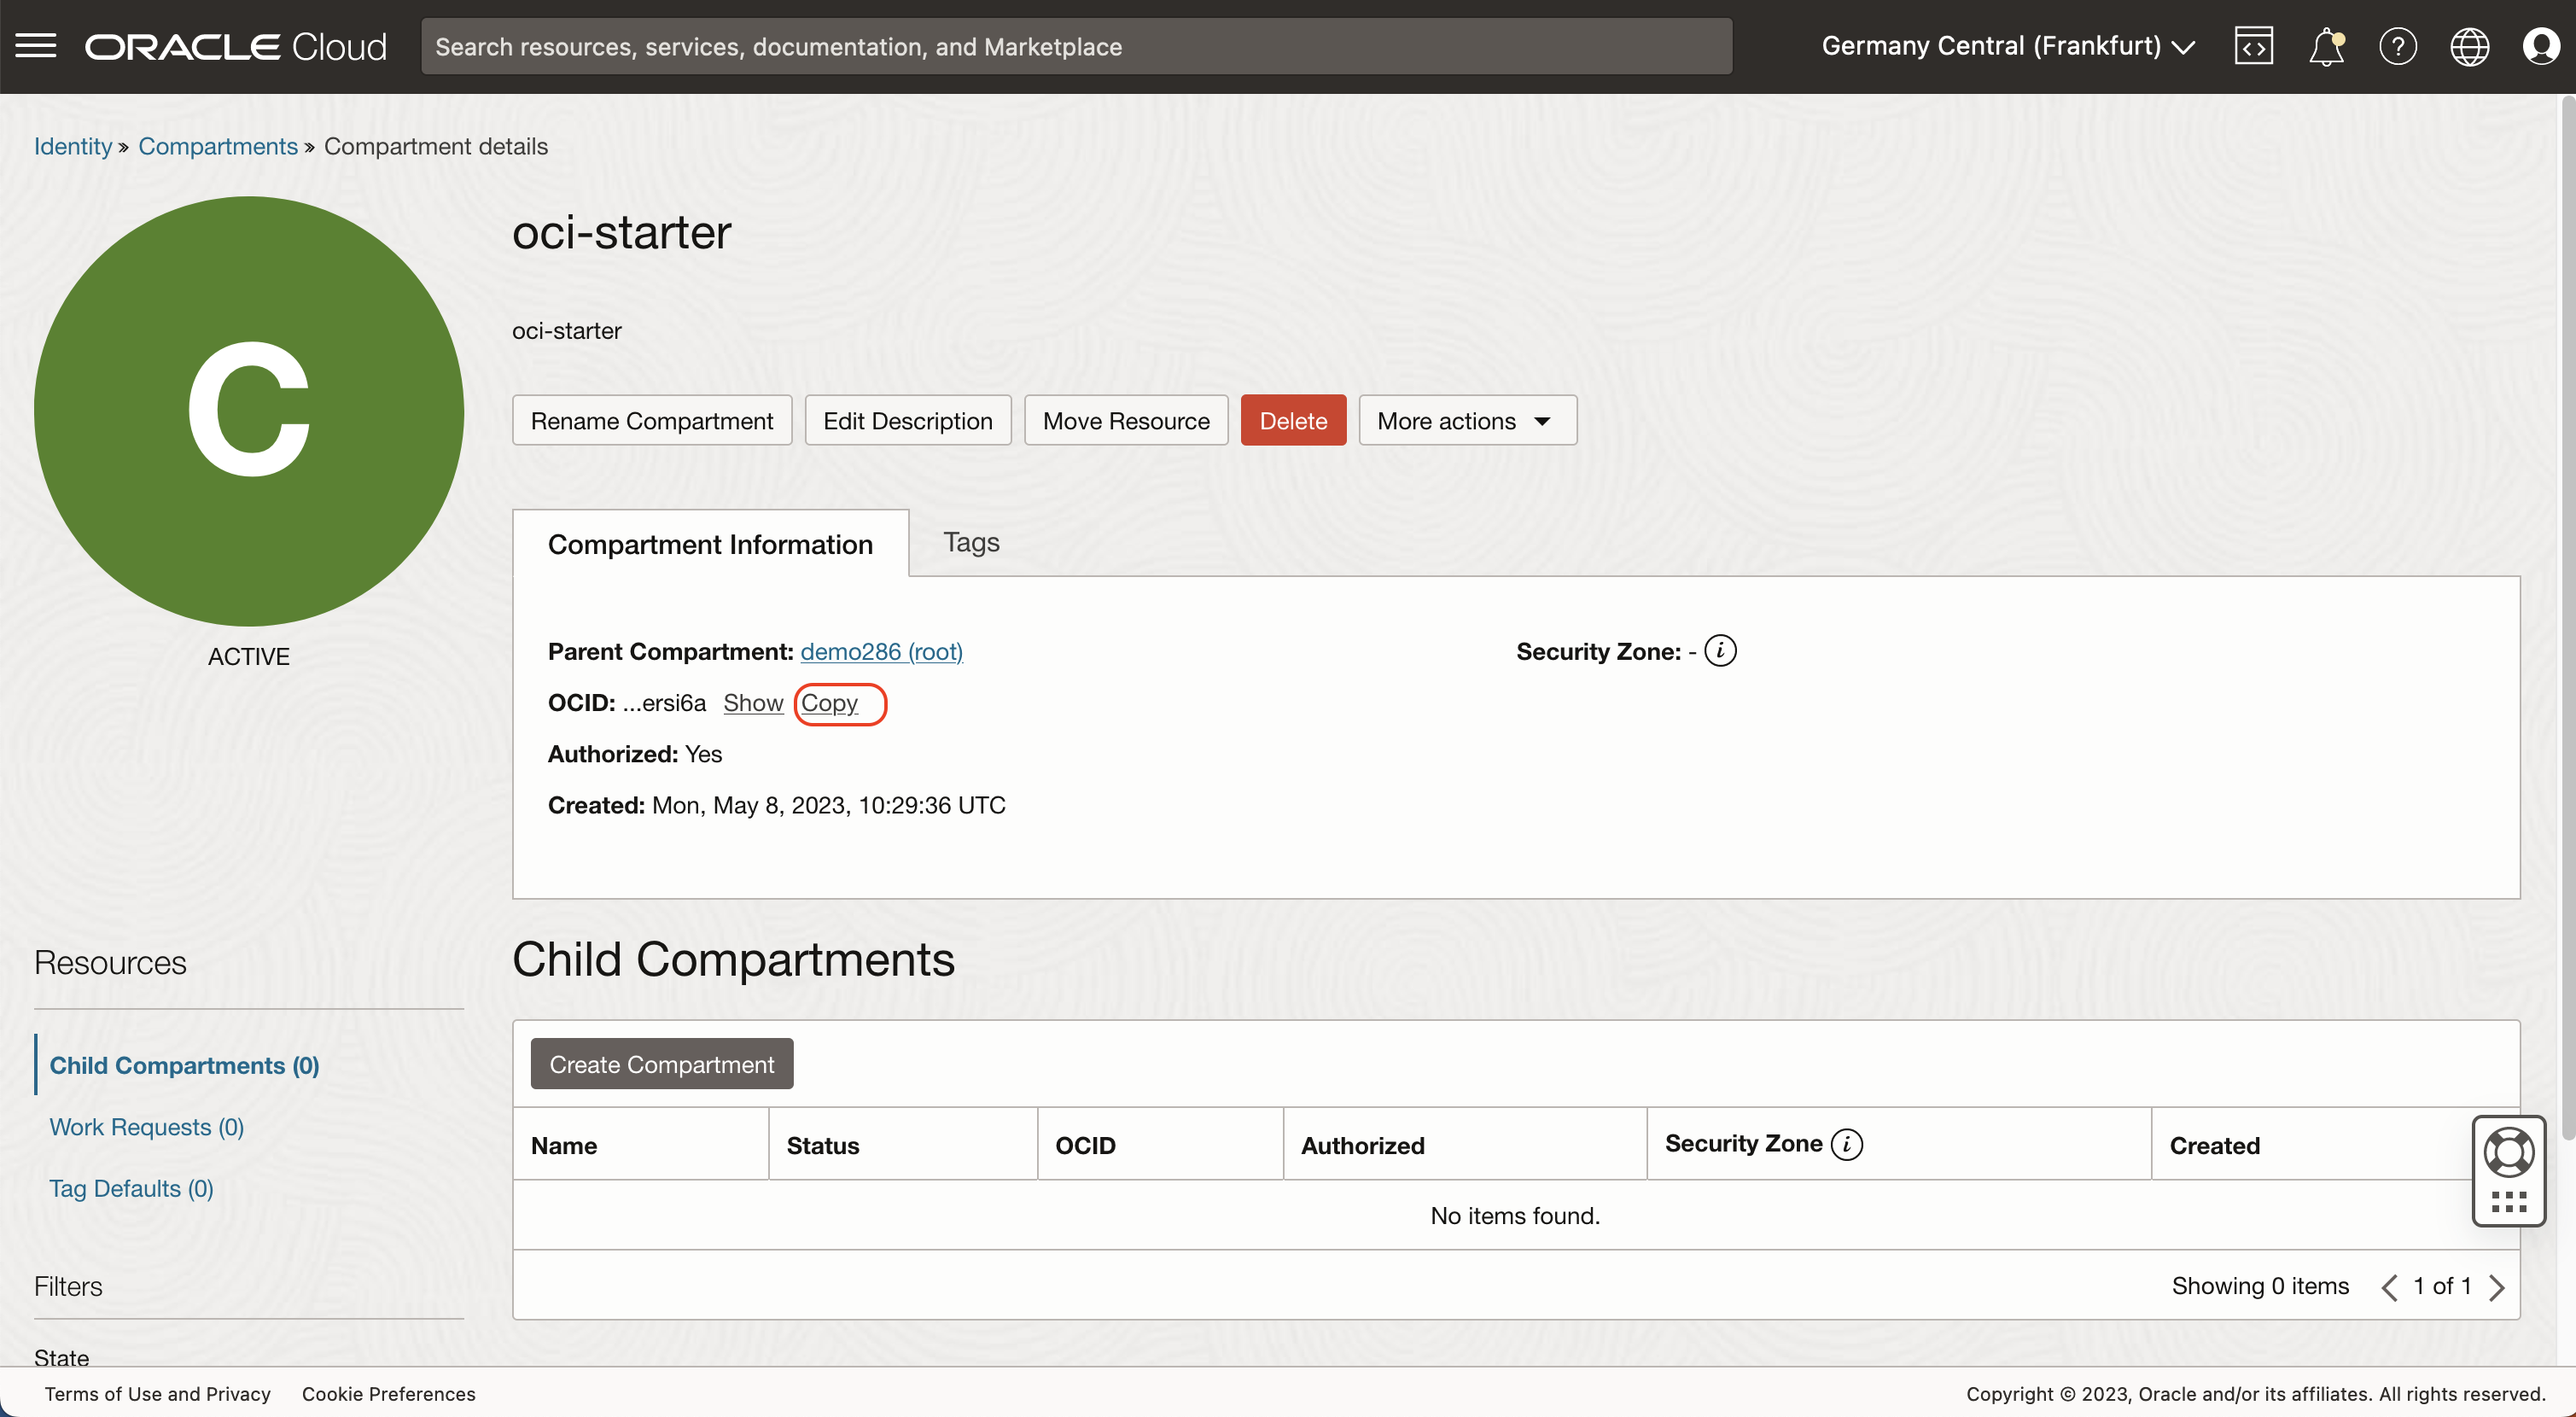 ORACLE Cloud
Search resources, services, documentation, and Marketplace
Germany Central (Frankfurt)
Identity » Compartments » Compartment details
C
ACTIVE
oci-starter
oci-starter
Rename Compartment Edit Description Move Resource Delete More actions
Compartment Information Tags
Parent Compartment: demo286 (root) Security Zone: - i
OCID: ...ersi6a Show Copy
Authorized: Yes
Created: Mon, May 8, 2023, 10:29:36 UTC
Resources
Child Compartments (0)
Work Requests (0)
Tag Defaults (0)
Filters
State
Child Compartments
Create Compartment
Name Status OCID Authorized Security Zone i Created
No items found.
Showing 0 items < 1 of 1 >
Terms of Use and Privacy Cookie Preferences Copyright © 2023, Oracle and/or its affiliates. All rights reserved.